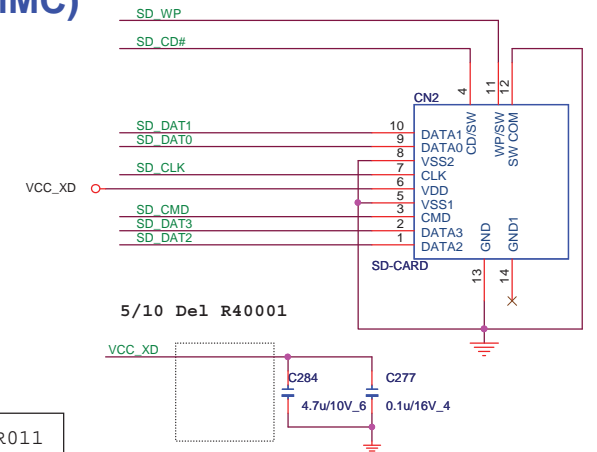 MMC)
SD_WP
SD_CD#
4
11
12
CN2
CD/SW
WP/SW
SW COM
SD_DAT1 10 DATA1
SD_DAT0 9 DATA0
8 VSS2
SD_CLK 7 CLK
VCC_XD 6 VDD
5 VSS1
SD_CMD 3 CMD
SD_DAT3 2 DATA3
SD_DAT2 1 DATA2
GND
GND1
SD-CARD
13
14
5/10 Del R40001
VCC_XD
C284
C277
4.7u/10V_6
0.1u/16V_4
R011